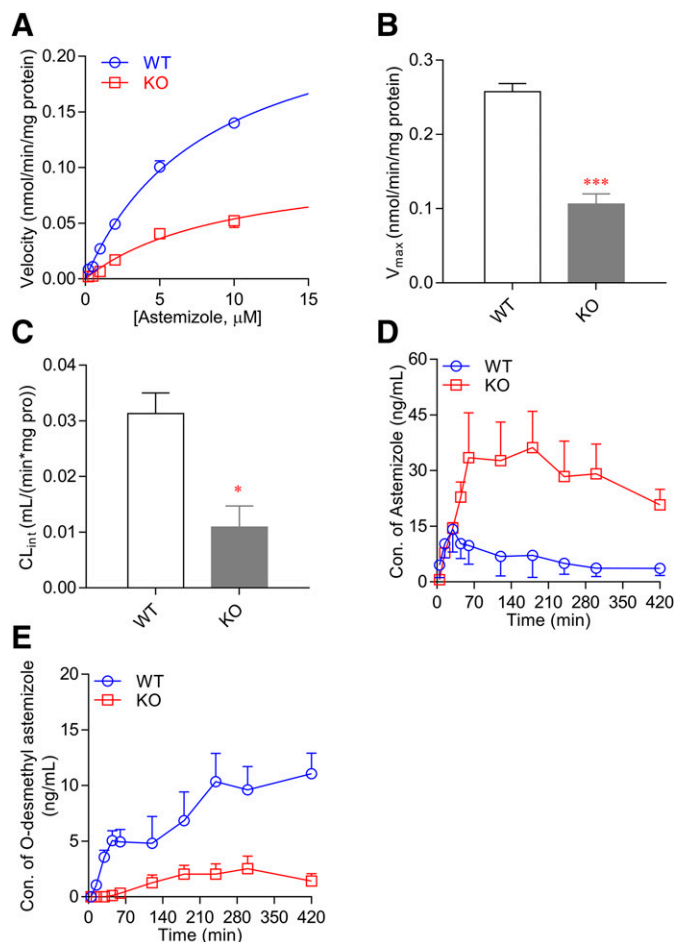 A
WT
KO
Velocity (nmol/min/mg protein)
0.20
0.15
0.10
0.05
0.00
0 5 10 15
[Astemizole, μM]
B
Vmax (nmol/min/mg protein)
0.3
0.2
0.1
0.0
***
WT
KO
C
CLint (mL/(min*mg pro))
0.04
0.03
0.02
0.01
0.00
*
WT
KO
D
WT
KO
Con. of Astemizole (ng/mL)
60
45
30
15
0
0 70 140 210 280 350 420
Time (min)
E
WT
KO
Con. of O-desmethyl astemizole
(ng/mL)
20
15
10
5
0
0 70 140 210 280 350 420
Time (min)